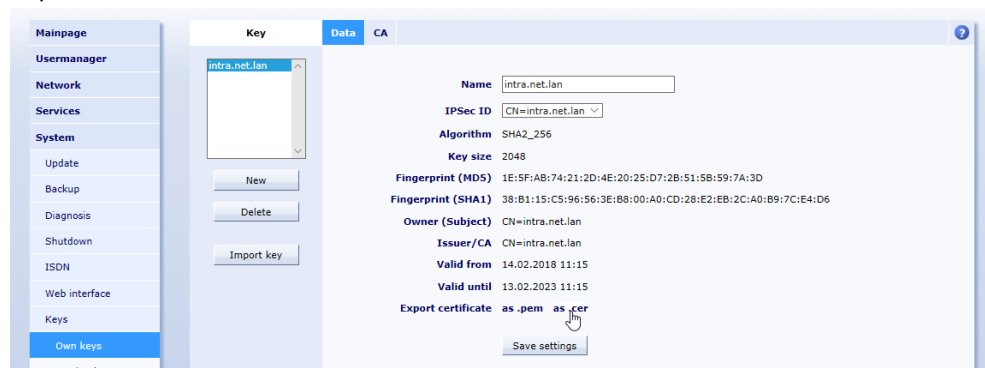 Mainpage
Usermanager
Network
Services
System
Update
Backup
Diagnosis
Shutdown
ISDN
Web interface
Keys
Own keys
Key
intra.net.lan
New
Delete
Import key
Data CA
?
Name intra.net.lan
IPSec ID CN=intra.net.lan
Algorithm SHA2_256
Key size 2048
Fingerprint (MD5) 1E:5F:AB:74:21:2D:4E:20:25:D7:2B:51:5B:59:7A:3D
Fingerprint (SHA1) 38:B1:15:C5:96:56:3E:B8:00:A0:CD:28:E2:EB:2C:A0:B9:7C:E4:D6
Owner (Subject) CN=intra.net.lan
Issuer/CA CN=intra.net.lan
Valid from 14.02.2018 11:15
Valid until 13.02.2023 11:15
Export certificate as .pem as .cer
Save settings